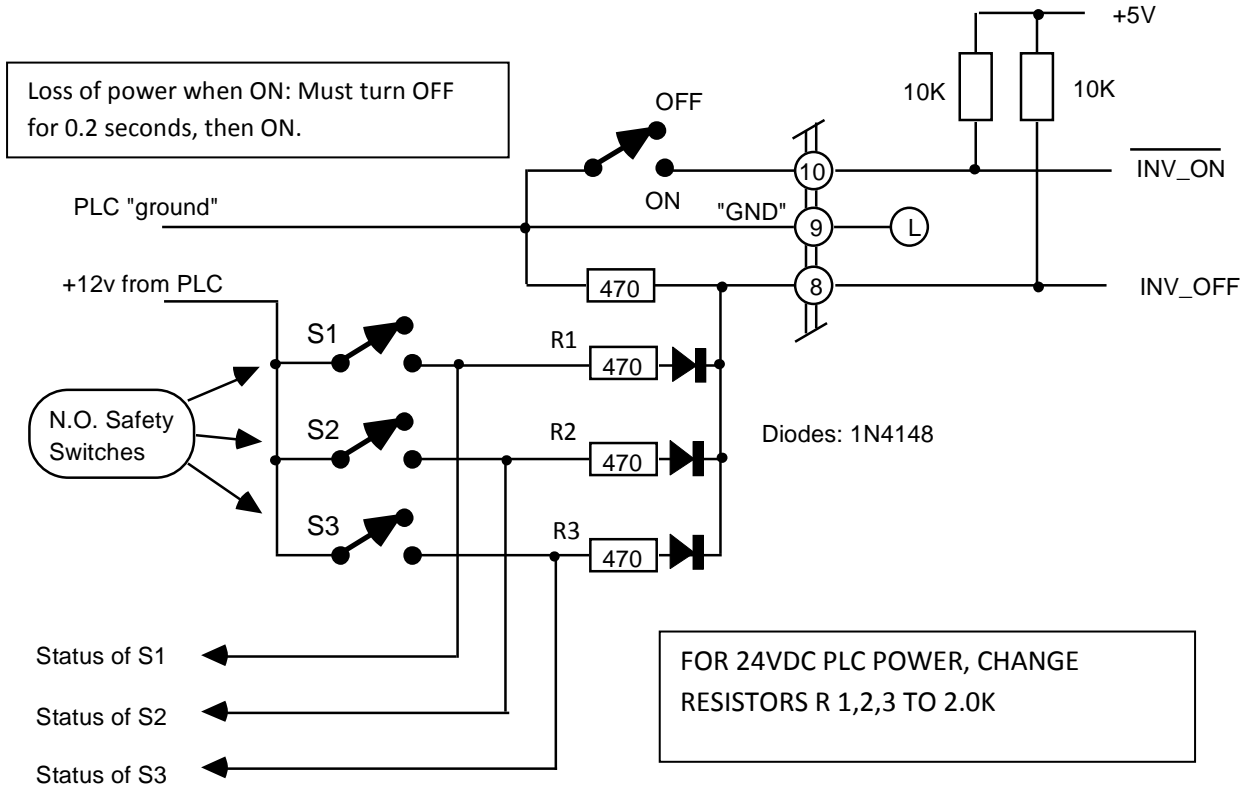 +5V
Loss of power when ON: Must turn OFF
for 0.2 seconds, then ON.
10K
10K
OFF
ON
10
INV_ON
PLC "ground"
"GND"
9
L
+12v from PLC
470
8
INV_OFF
S1
R1
470
N.O. Safety
Switches
S2
R2
470
Diodes: 1N4148
S3
R3
470
Status of S1
Status of S2
Status of S3
FOR 24VDC PLC POWER, CHANGE
RESISTORS R 1,2,3 TO 2.0K